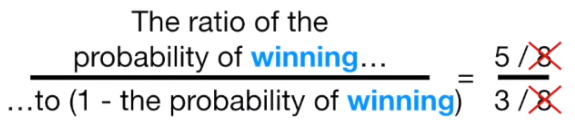 The ratio of the
probability of winning...
...to (1 - the probability of winning)
=
5 / 8
3 / 8